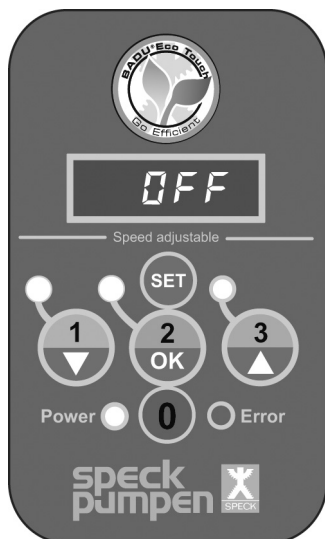 BADU®Eco Touch
Go Efficient
OFF
Speed adjustable
SET
1 2 3
OK
Power 0 Error
speck
pumpen
SPECK